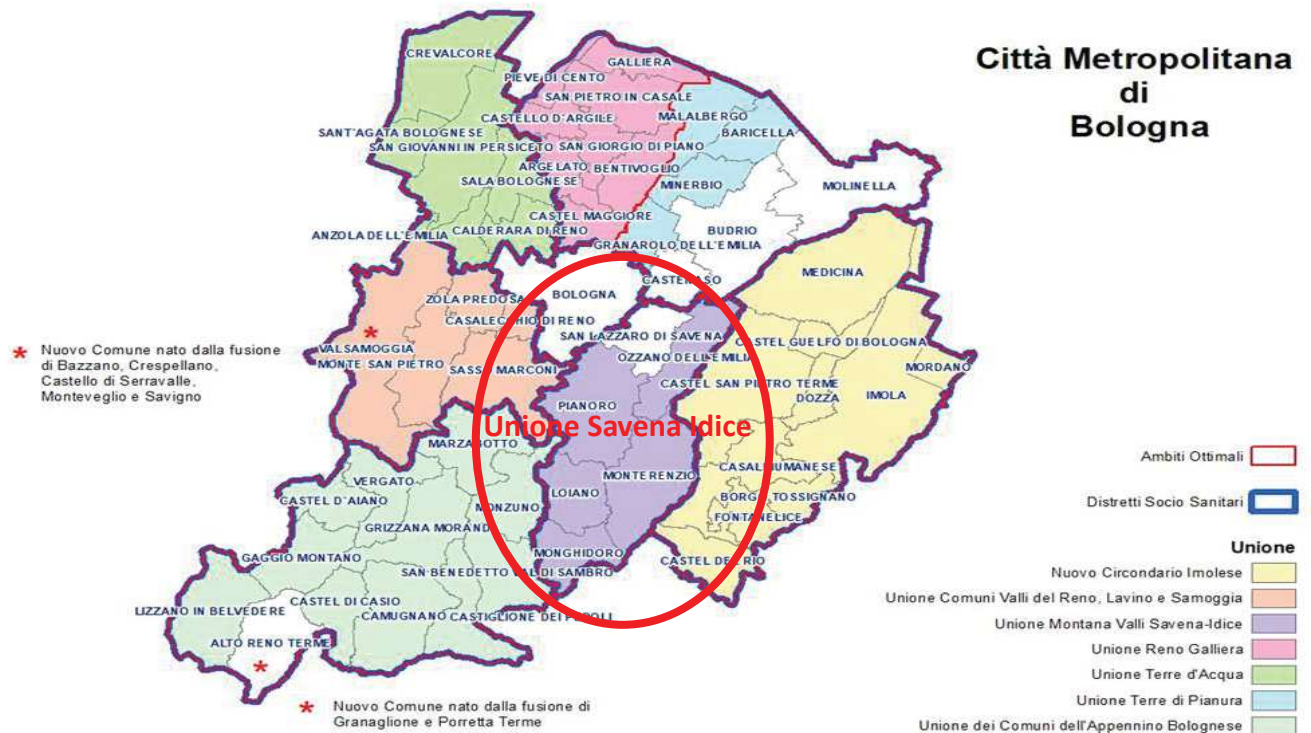 Città Metropolitana
di
Bologna
CREVALCORE
GALLIERA
PIEVE DI CENTO
SAN PIETRO IN CASALE
CASTELLO D'ARGILE
MALALBERGO
BARICELLA
SANT'AGATA BOLOGNESE
SAN GIOVANNI IN PERSICETO
SAN GIORGIO DI PIANO
ARGELATO
BENTIVOGLIO
SALA BOLOGNESE
MINERBIO
MOLINELLA
CASTEL MAGGIORE
ANZOLA DELL'EMILIA
CALDERARA DI RENO
BUDRIO
GRANAROLO DELL'EMILIA
MEDICINA
CASTENASO
BOLOGNA
ZOLA PREDOSA
CASALECCHIO DI RENO
SAN LAZZARO DI SAVENA
CASTEL GUELFO DI BOLOGNA
* Nuovo Comune nato dalla fusione
di Bazzano, Crespellano,
Castello di Serravalle,
Monteveglio e Savigno
*
VALSAMOGGIA
MONTE SAN PIETRO
OZZANO DELL'EMILIA
MORDANO
SASSO MARCONI
CASTEL SAN PIETRO TERME
DOZZA
IMOLA
PIANORO
Unione Savena Idice
MARZABOTTO
VERGATO
MONTERENZIO
CASALFIUMANESE
CASTEL D'AIANO
LOIANO
BORGO TOSSIGNANO
MONZUNO
FONTANELICE
GRIZZANA MORANDI
GAGGIO MONTANO
MONGHIDORO
CASTEL DEL RIO
SAN BENEDETTO VAL DI SAMBRO
LIZZANO IN BELVEDERE
CASTEL DI CASIO
CAMUGNANO
CASTIGLIONE DEI PEPOLI
ALTO RENO TERME
*
* Nuovo Comune nato dalla fusione di
Granaglione e Porretta Terme
Ambiti Ottimali
Distretti Socio Sanitari
Unione
Nuovo Circondario Imolese
Unione Comuni Valli del Reno, Lavino e Samoggia
Unione Montana Valli Savena-Idice
Unione Reno Galliera
Unione Terre d'Acqua
Unione Terre di Pianura
Unione dei Comuni dell'Appennino Bolognese